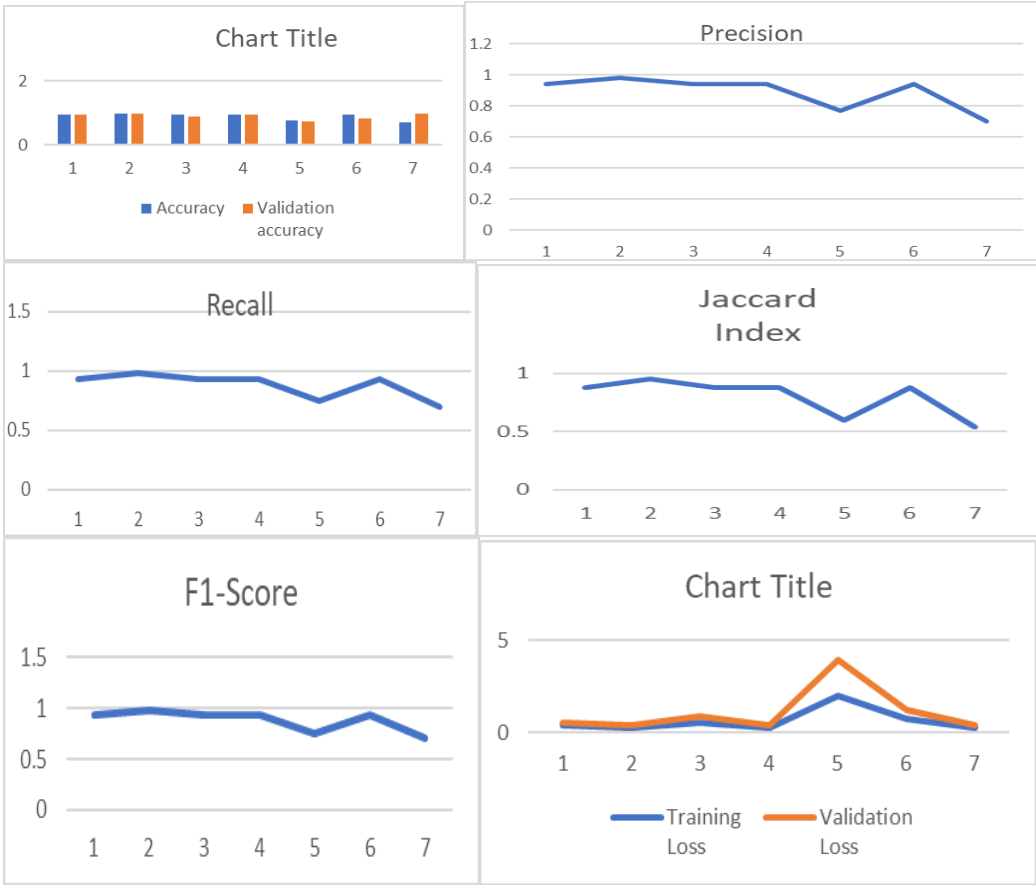 Chart Title
2
0
1 2 3 4 5 6 7
Accuracy Validation
accuracy
Precision
1.2
1
0.8
0.6
0.4
0.2
0
1 2 3 4 5 6 7
Recall
1.5
1
0.5
0
1 2 3 4 5 6 7
Jaccard
Index
1
0.5
0
1 2 3 4 5 6 7
F1-Score
1.5
1
0.5
0
1 2 3 4 5 6 7
Chart Title
5
0
1 2 3 4 5 6 7
Training Validation
Loss Loss